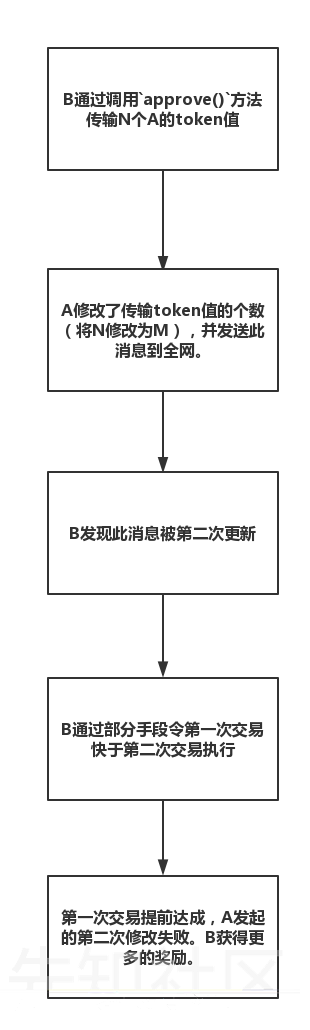 B通过调用`approve()`方法
传输N个A的token值
A修改了传输token值的个数
（将N修改为M），并发送此
消息到全网。
B发现此消息被第二次更新
B通过部分手段令第一次交易
快于第二次交易执行
第一次交易提前达成，A发起
的第二次修改失败。B获得更
多的奖励。
先知社区